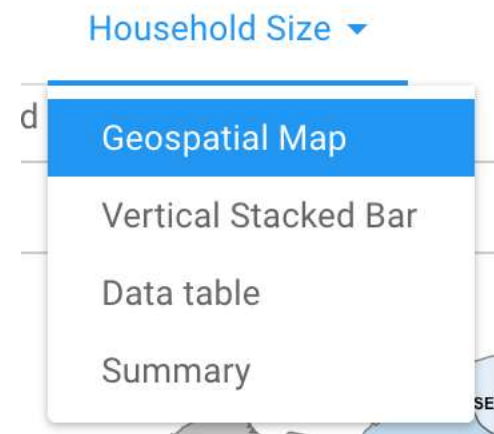 Household Size
d
Geospatial Map
Vertical Stacked Bar
Data table
Summary
SE